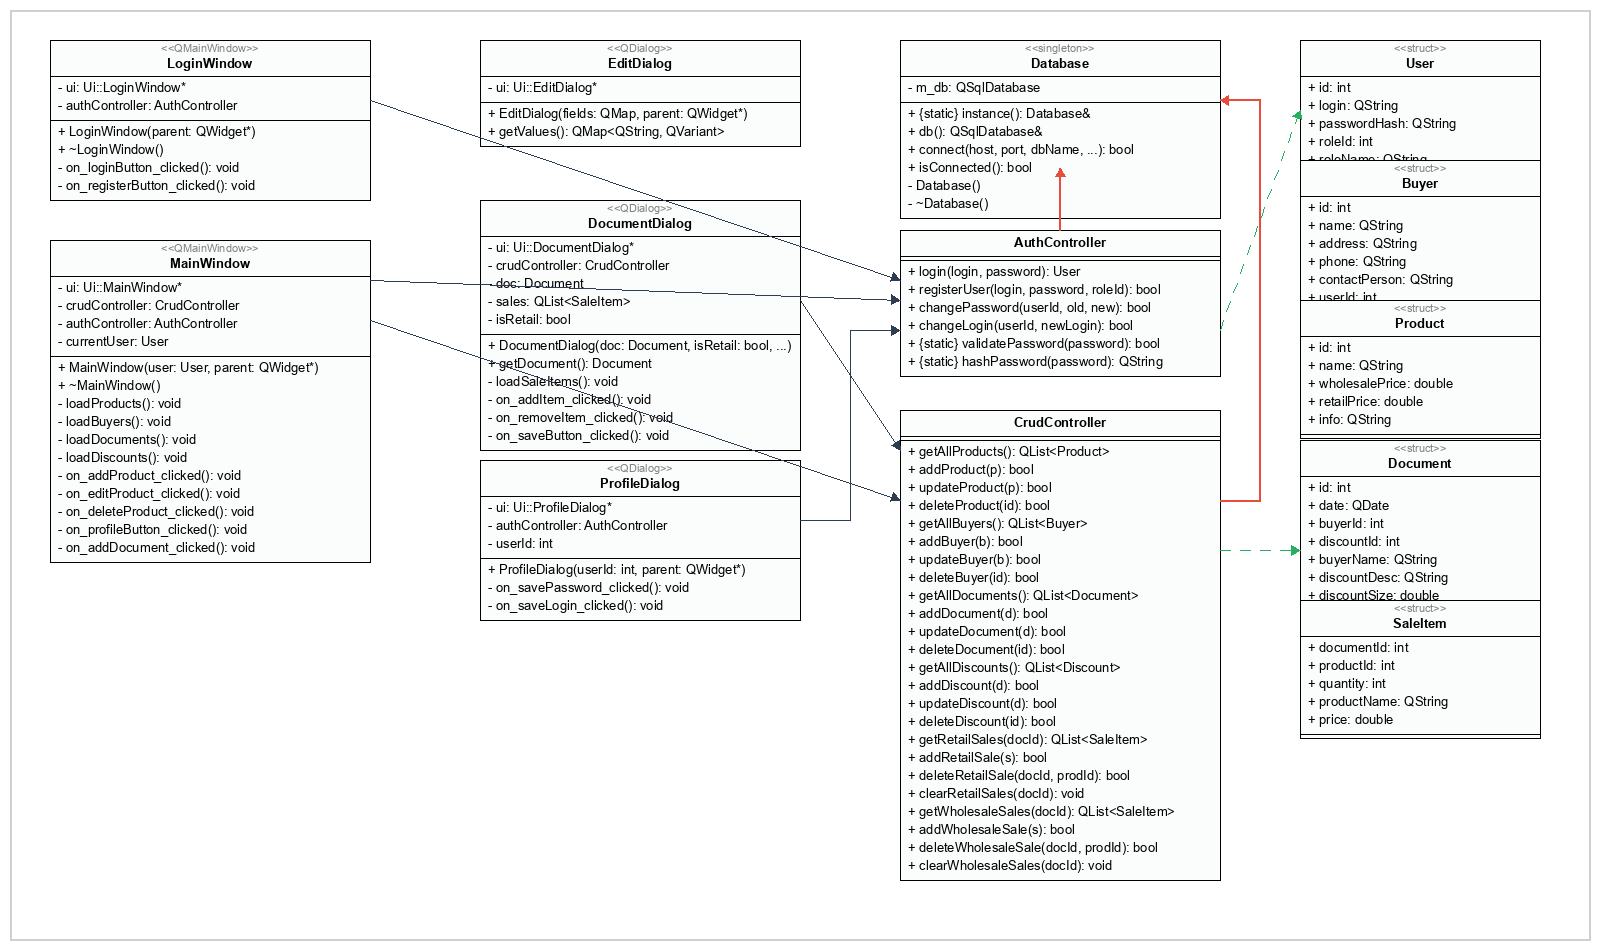 <<QMainWindow>>
LoginWindow
- ui: Ui::LoginWindow*
- authController: AuthController
+ LoginWindow(parent: QWidget*)
+ ~LoginWindow()
- on_loginButton_clicked(): void
- on_registerButton_clicked(): void
<<QMainWindow>>
MainWindow
- ui: Ui::MainWindow*
- crudController: CrudController
- authController: AuthController
- currentUser: User
+ MainWindow(user: User, parent: QWidget*)
+ ~MainWindow()
- loadProducts(): void
- loadBuyers(): void
- loadDocuments(): void
- loadDiscounts(): void
- on_addProduct_clicked(): void
- on_editProduct_clicked(): void
- on_deleteProduct_clicked(): void
- on_profileButton_clicked(): void
- on_addDocument_clicked(): void
<<QDialog>>
EditDialog
- ui: Ui::EditDialog*
+ EditDialog(fields: QMap, parent: QWidget*)
+ getValues(): QMap<QString, QVariant>
<<QDialog>>
DocumentDialog
- ui: Ui::DocumentDialog*
- crudController: CrudController
- doc: Document
- sales: QList<SaleItem>
- isRetail: bool
+ DocumentDialog(doc: Document, isRetail: bool, ...)
+ getDocument(): Document
- loadSaleItems(): void
- on_addItem_clicked(): void
- on_removeItem_clicked(): void
- on_saveButton_clicked(): void
<<QDialog>>
ProfileDialog
- ui: Ui::ProfileDialog*
- authController: AuthController
- userId: int
+ ProfileDialog(userId: int, parent: QWidget*)
- on_savePassword_clicked(): void
- on_saveLogin_clicked(): void
<<singleton>>
Database
- m_db: QSqlDatabase
+ {static} instance(): Database&
+ db(): QSqlDatabase&
+ connect(host, port, dbName, ...): bool
+ isConnected(): bool
- Database()
- ~Database()
AuthController
+ login(login, password): User
+ registerUser(login, password, roleId): bool
+ changePassword(userId, old, new): bool
+ changeLogin(userId, newLogin): bool
+ {static} validatePassword(password): bool
+ {static} hashPassword(password): QString
CrudController
+ getAllProducts(): QList<Product>
+ addProduct(p): bool
+ updateProduct(p): bool
+ deleteProduct(id): bool
+ getAllBuyers(): QList<Buyer>
+ addBuyer(b): bool
+ updateBuyer(b): bool
+ deleteBuyer(id): bool
+ getAllDocuments(): QList<Document>
+ addDocument(d): bool
+ updateDocument(d): bool
+ deleteDocument(id): bool
+ getAllDiscounts(): QList<Discount>
+ addDiscount(d): bool
+ updateDiscount(d): bool
+ deleteDiscount(id): bool
+ getRetailSales(docId): QList<SaleItem>
+ addRetailSale(s): bool
+ deleteRetailSale(docId, prodId): bool
+ clearRetailSales(docId): void
+ getWholesaleSales(docId): QList<SaleItem>
+ addWholesaleSale(s): bool
+ deleteWholesaleSale(docId, prodId): bool
+ clearWholesaleSales(docId): void
<<struct>>
User
+ id: int
+ login: QString
+ passwordHash: QString
+ roleId: int
+ roleName: QString
<<struct>>
Buyer
+ id: int
+ name: QString
+ address: QString
+ phone: QString
+ contactPerson: QString
+ userId: int
<<struct>>
Product
+ id: int
+ name: QString
+ wholesalePrice: double
+ retailPrice: double
+ info: QString
<<struct>>
Document
+ id: int
+ date: QDate
+ buyerId: int
+ discountId: int
+ buyerName: QString
+ discountDesc: QString
+ discountSize: double
<<struct>>
SaleItem
+ documentId: int
+ productId: int
+ quantity: int
+ productName: QString
+ price: double